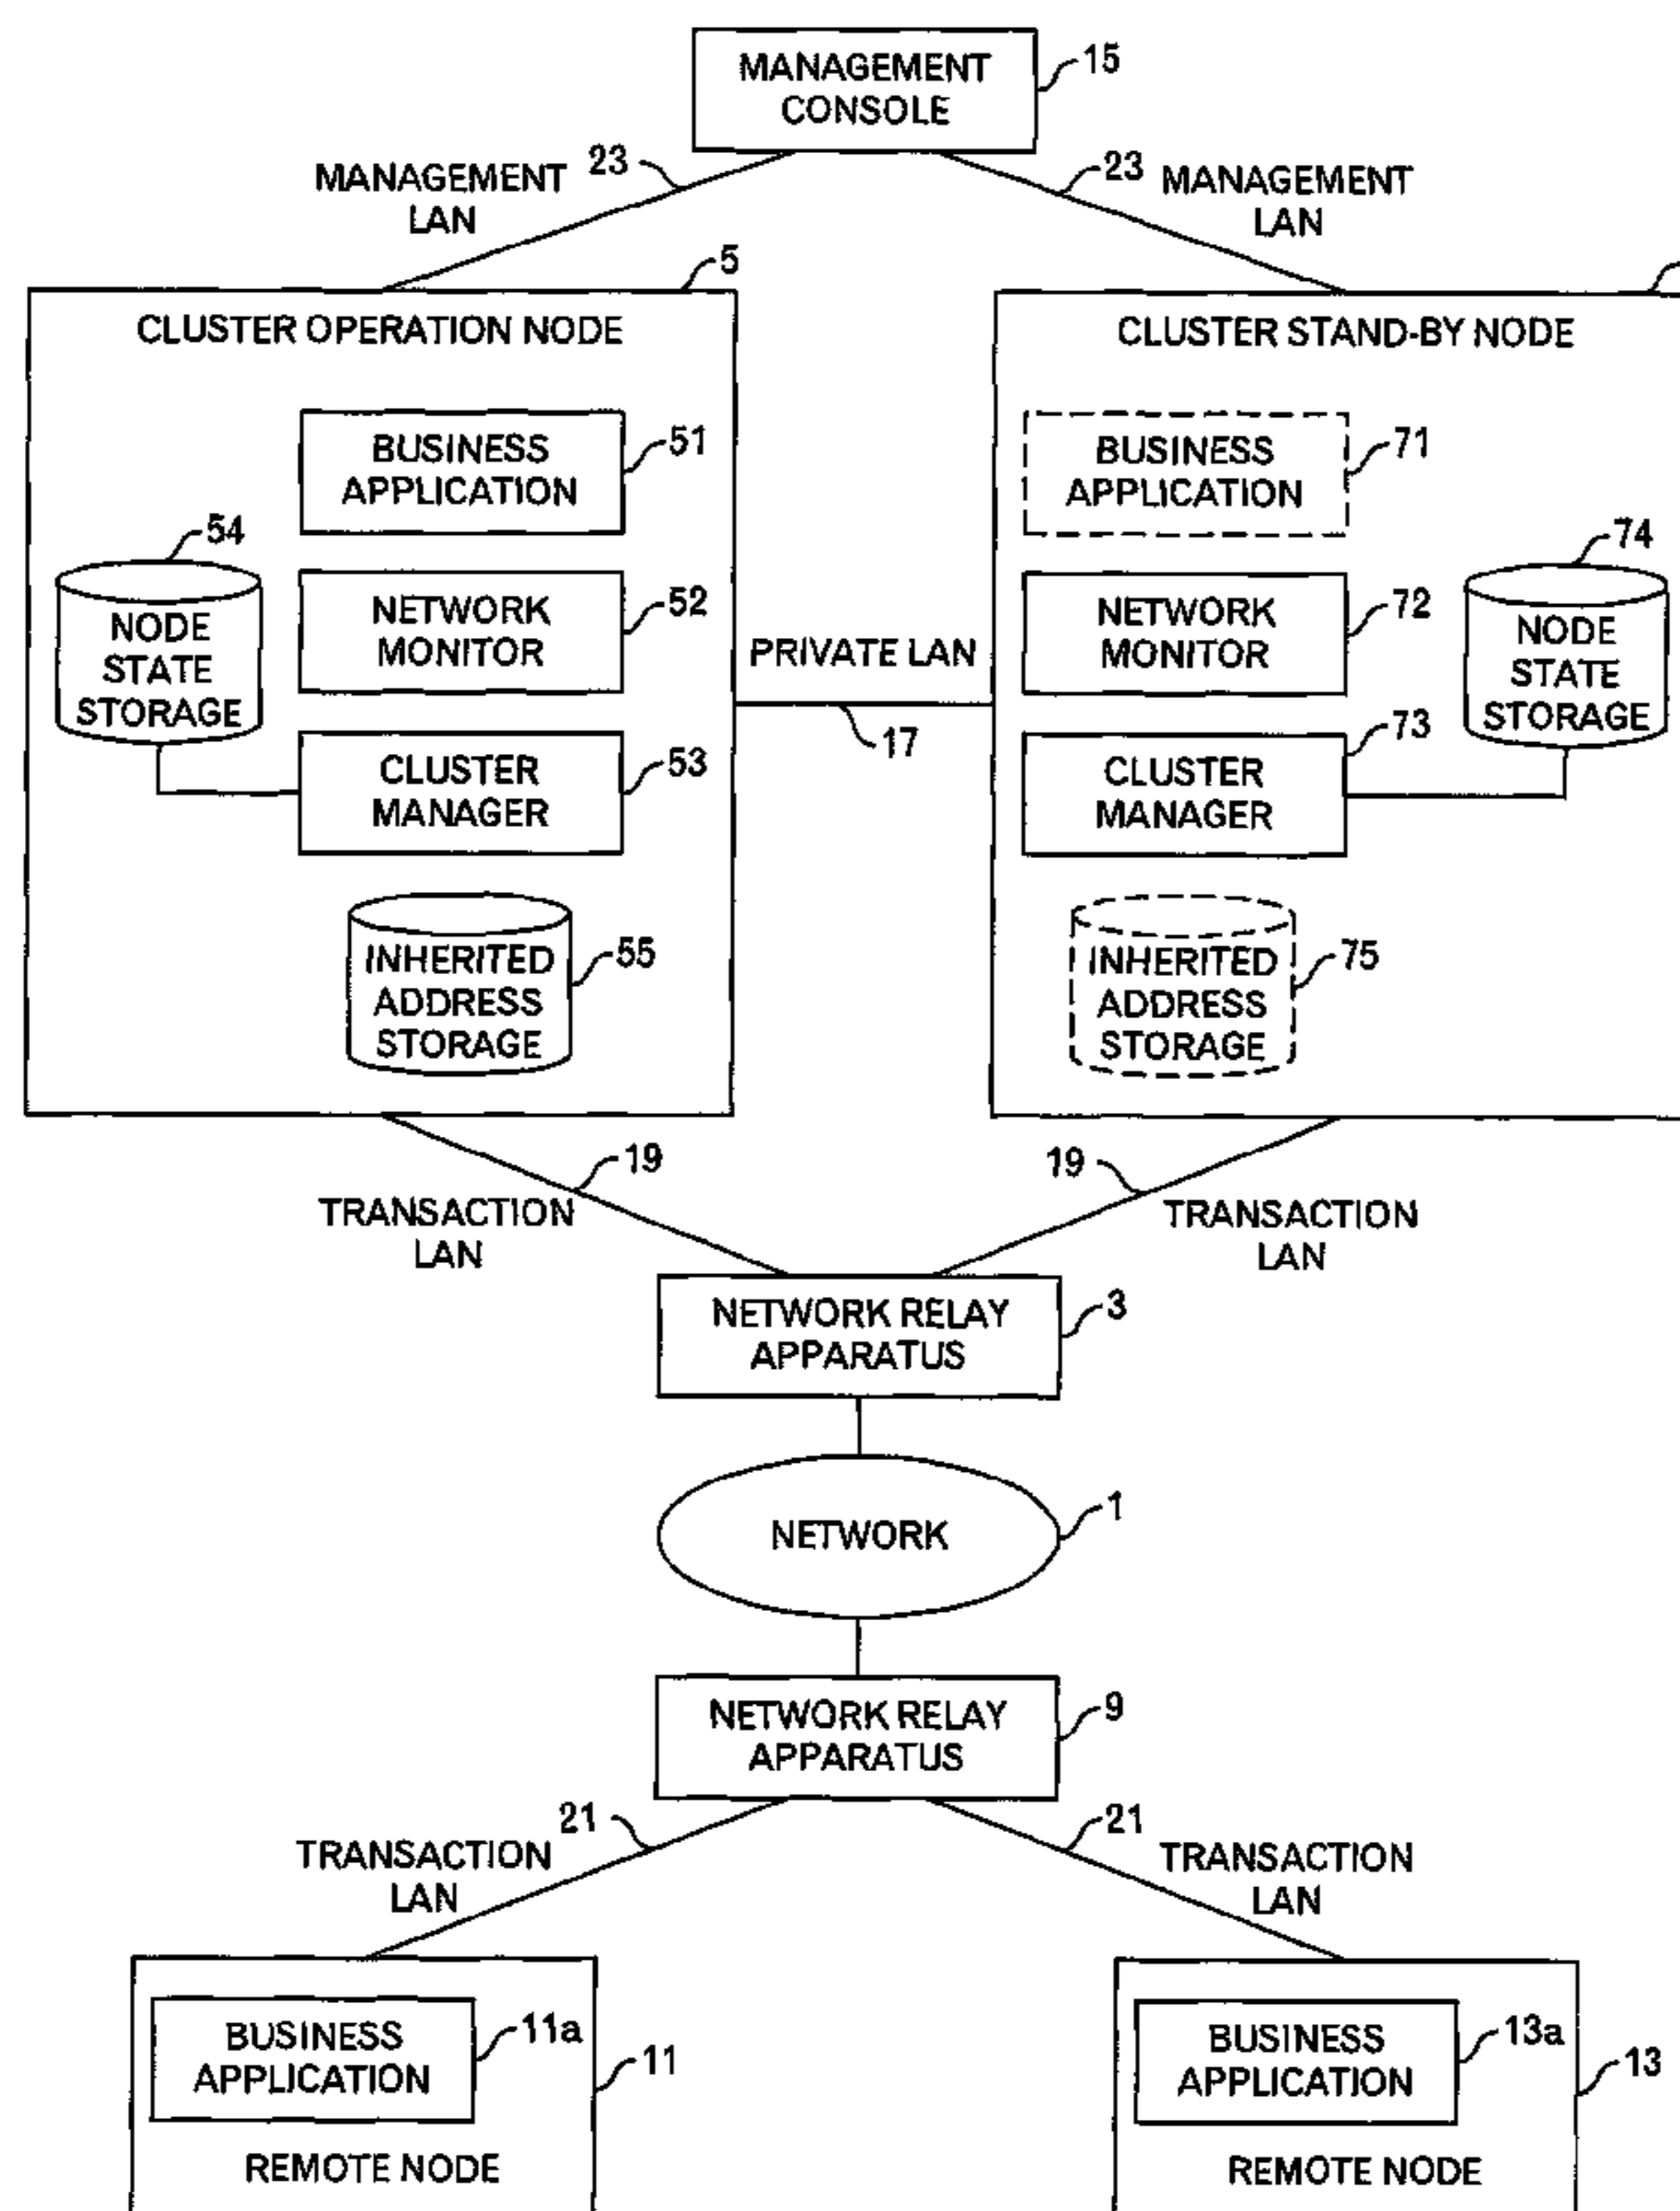 MANAGEMENT
CONSOLE
15
MANAGEMENT
LAN
23
23
MANAGEMENT
LAN
5
CLUSTER OPERATION NODE
BUSINESS
APPLICATION
51
54
NODE
STATE
STORAGE
NETWORK
MONITOR
52
CLUSTER
MANAGER
53
INHERITED
ADDRESS
STORAGE
55
PRIVATE LAN
17
CLUSTER STAND-BY NODE
BUSINESS
APPLICATION
71
NETWORK
MONITOR
72
74
NODE
STATE
STORAGE
CLUSTER
MANAGER
73
INHERITED
ADDRESS
STORAGE
75
19
TRANSACTION
LAN
19
TRANSACTION
LAN
NETWORK RELAY
APPARATUS
3
NETWORK
1
NETWORK RELAY
APPARATUS
9
21
TRANSACTION
LAN
21
TRANSACTION
LAN
BUSINESS
APPLICATION
11a
11
REMOTE NODE
BUSINESS
APPLICATION
13a
13
REMOTE NODE